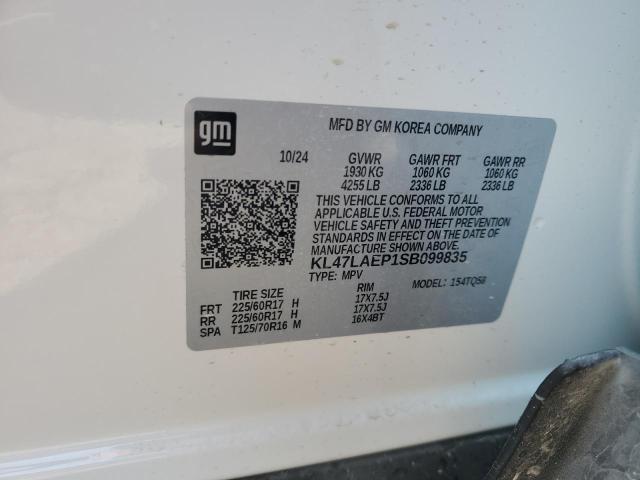 gm
MFD BY GM KOREA COMPANY
10/24 GVWR GAWR FRT GAWR RR
1930 KG 1060 KG 1060 KG
4255 LB 2336 LB 2336 LB
THIS VEHICLE CONFORMS TO ALL
APPLICABLE U.S. FEDERAL MOTOR
VEHICLE SAFETY AND THEFT PREVENTION
STANDARDS IN EFFECT ON THE DATE OF
MANUFACTURE SHOWN ABOVE.
KL47LAEP1SB099835
TYPE: MPV MODEL: 154TQ58
TIRE SIZE RIM
FRT 225/60R17 H 17X7.5J
RR 225/60R17 H 17X7.5J
SPA T125/70R16 M 16X4BT